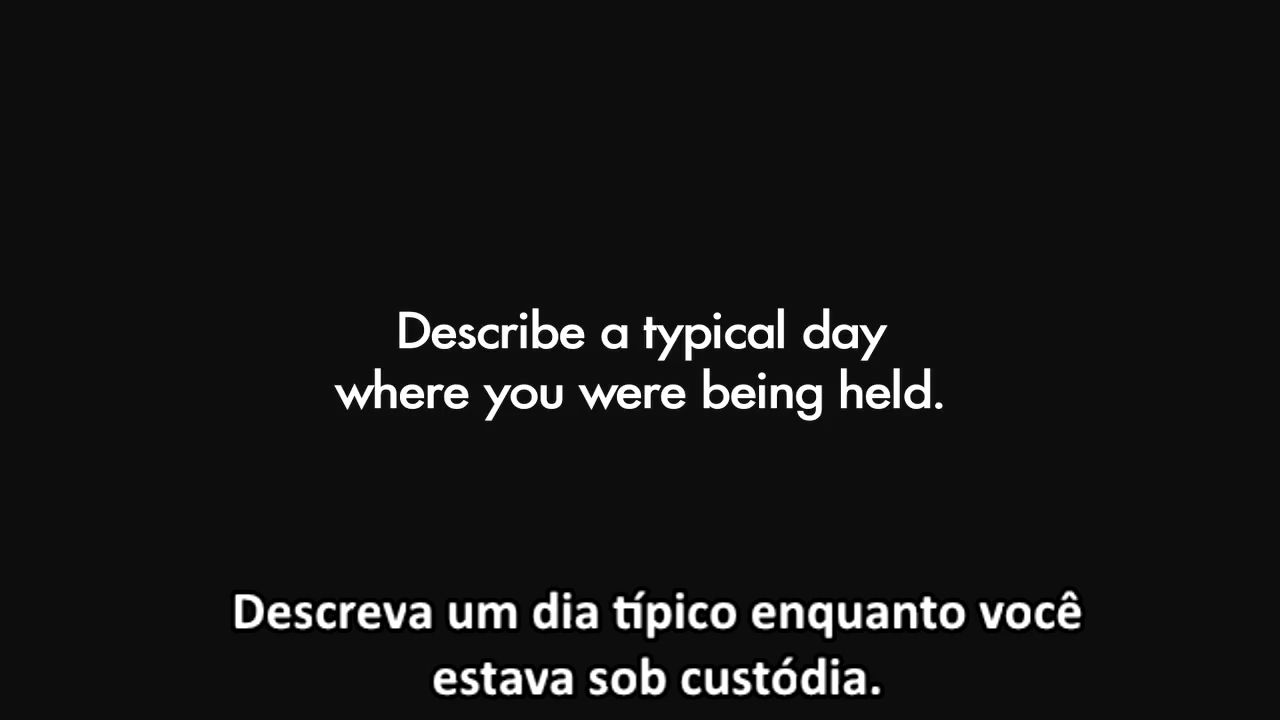 Describe a typical day
where you were being held.
Descreva um dia típico enquanto você
estava sob custódia.